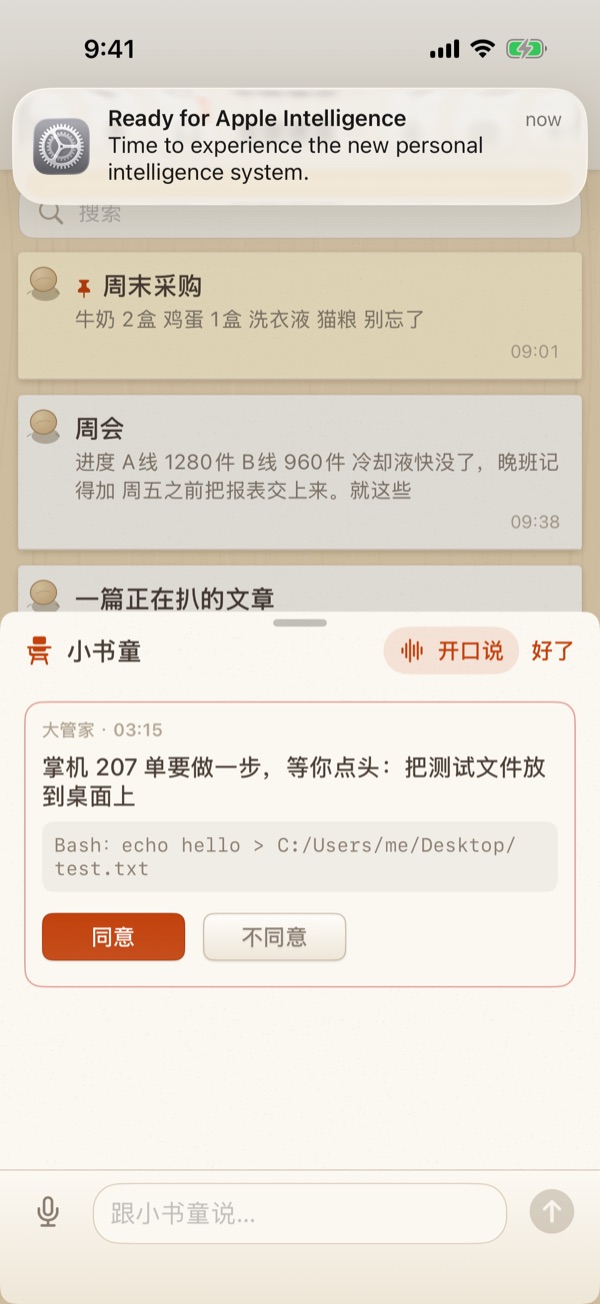 9:41
Ready for Apple Intelligence
now
Time to experience the new personal
intelligence system.
搜索
周末采购
牛奶 2盒 鸡蛋 1盒 洗衣液 猫粮 别忘了
09:01
周会
进度 A线 1280件 B线 960件 冷却液快没了，晚班记
得加 周五之前把报表交上来。就这些
09:38
一篇正在扒的文章
小书童
开口说
好了
大管家 · 03:15
掌机 207 单要做一步，等你点头：把测试文件放
到桌面上
Bash: echo hello > C:/Users/me/Desktop/
test.txt
同意
不同意
跟小书童说…